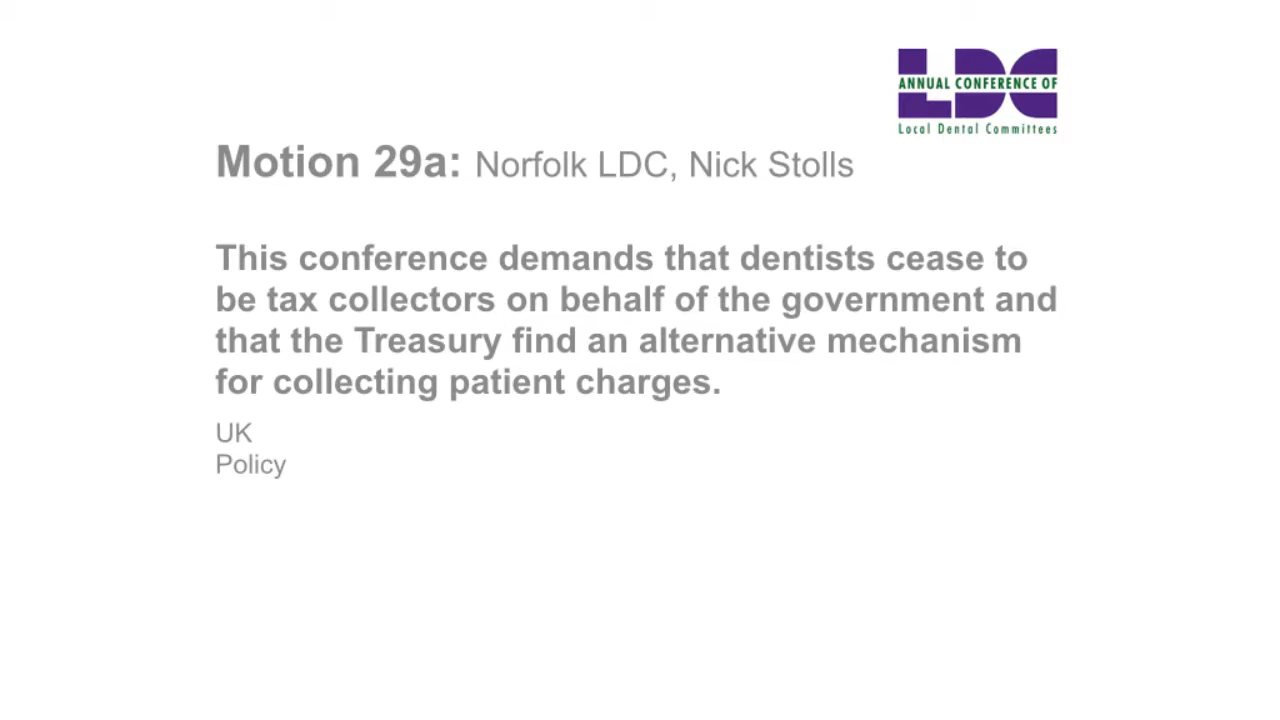 LDC
ANNUAL CONFERENCE OF
Local Dental Committees
Motion 29a: Norfolk LDC, Nick Stolls
This conference demands that dentists cease to
be tax collectors on behalf of the government and
that the Treasury find an alternative mechanism
for collecting patient charges.
UK
Policy